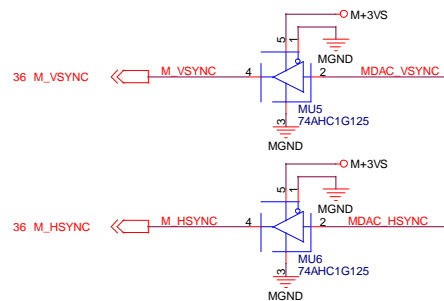 M+3VS
5
1
MGND
36 M_VSYNC
M_VSYNC
4
2
MDAC_VSYNC
3
MU5
74AHC1G125
MGND
M+3VS
5
1
MGND
36 M_HSYNC
M_HSYNC
4
2
MDAC_HSYNC
3
MU6
74AHC1G125
MGND